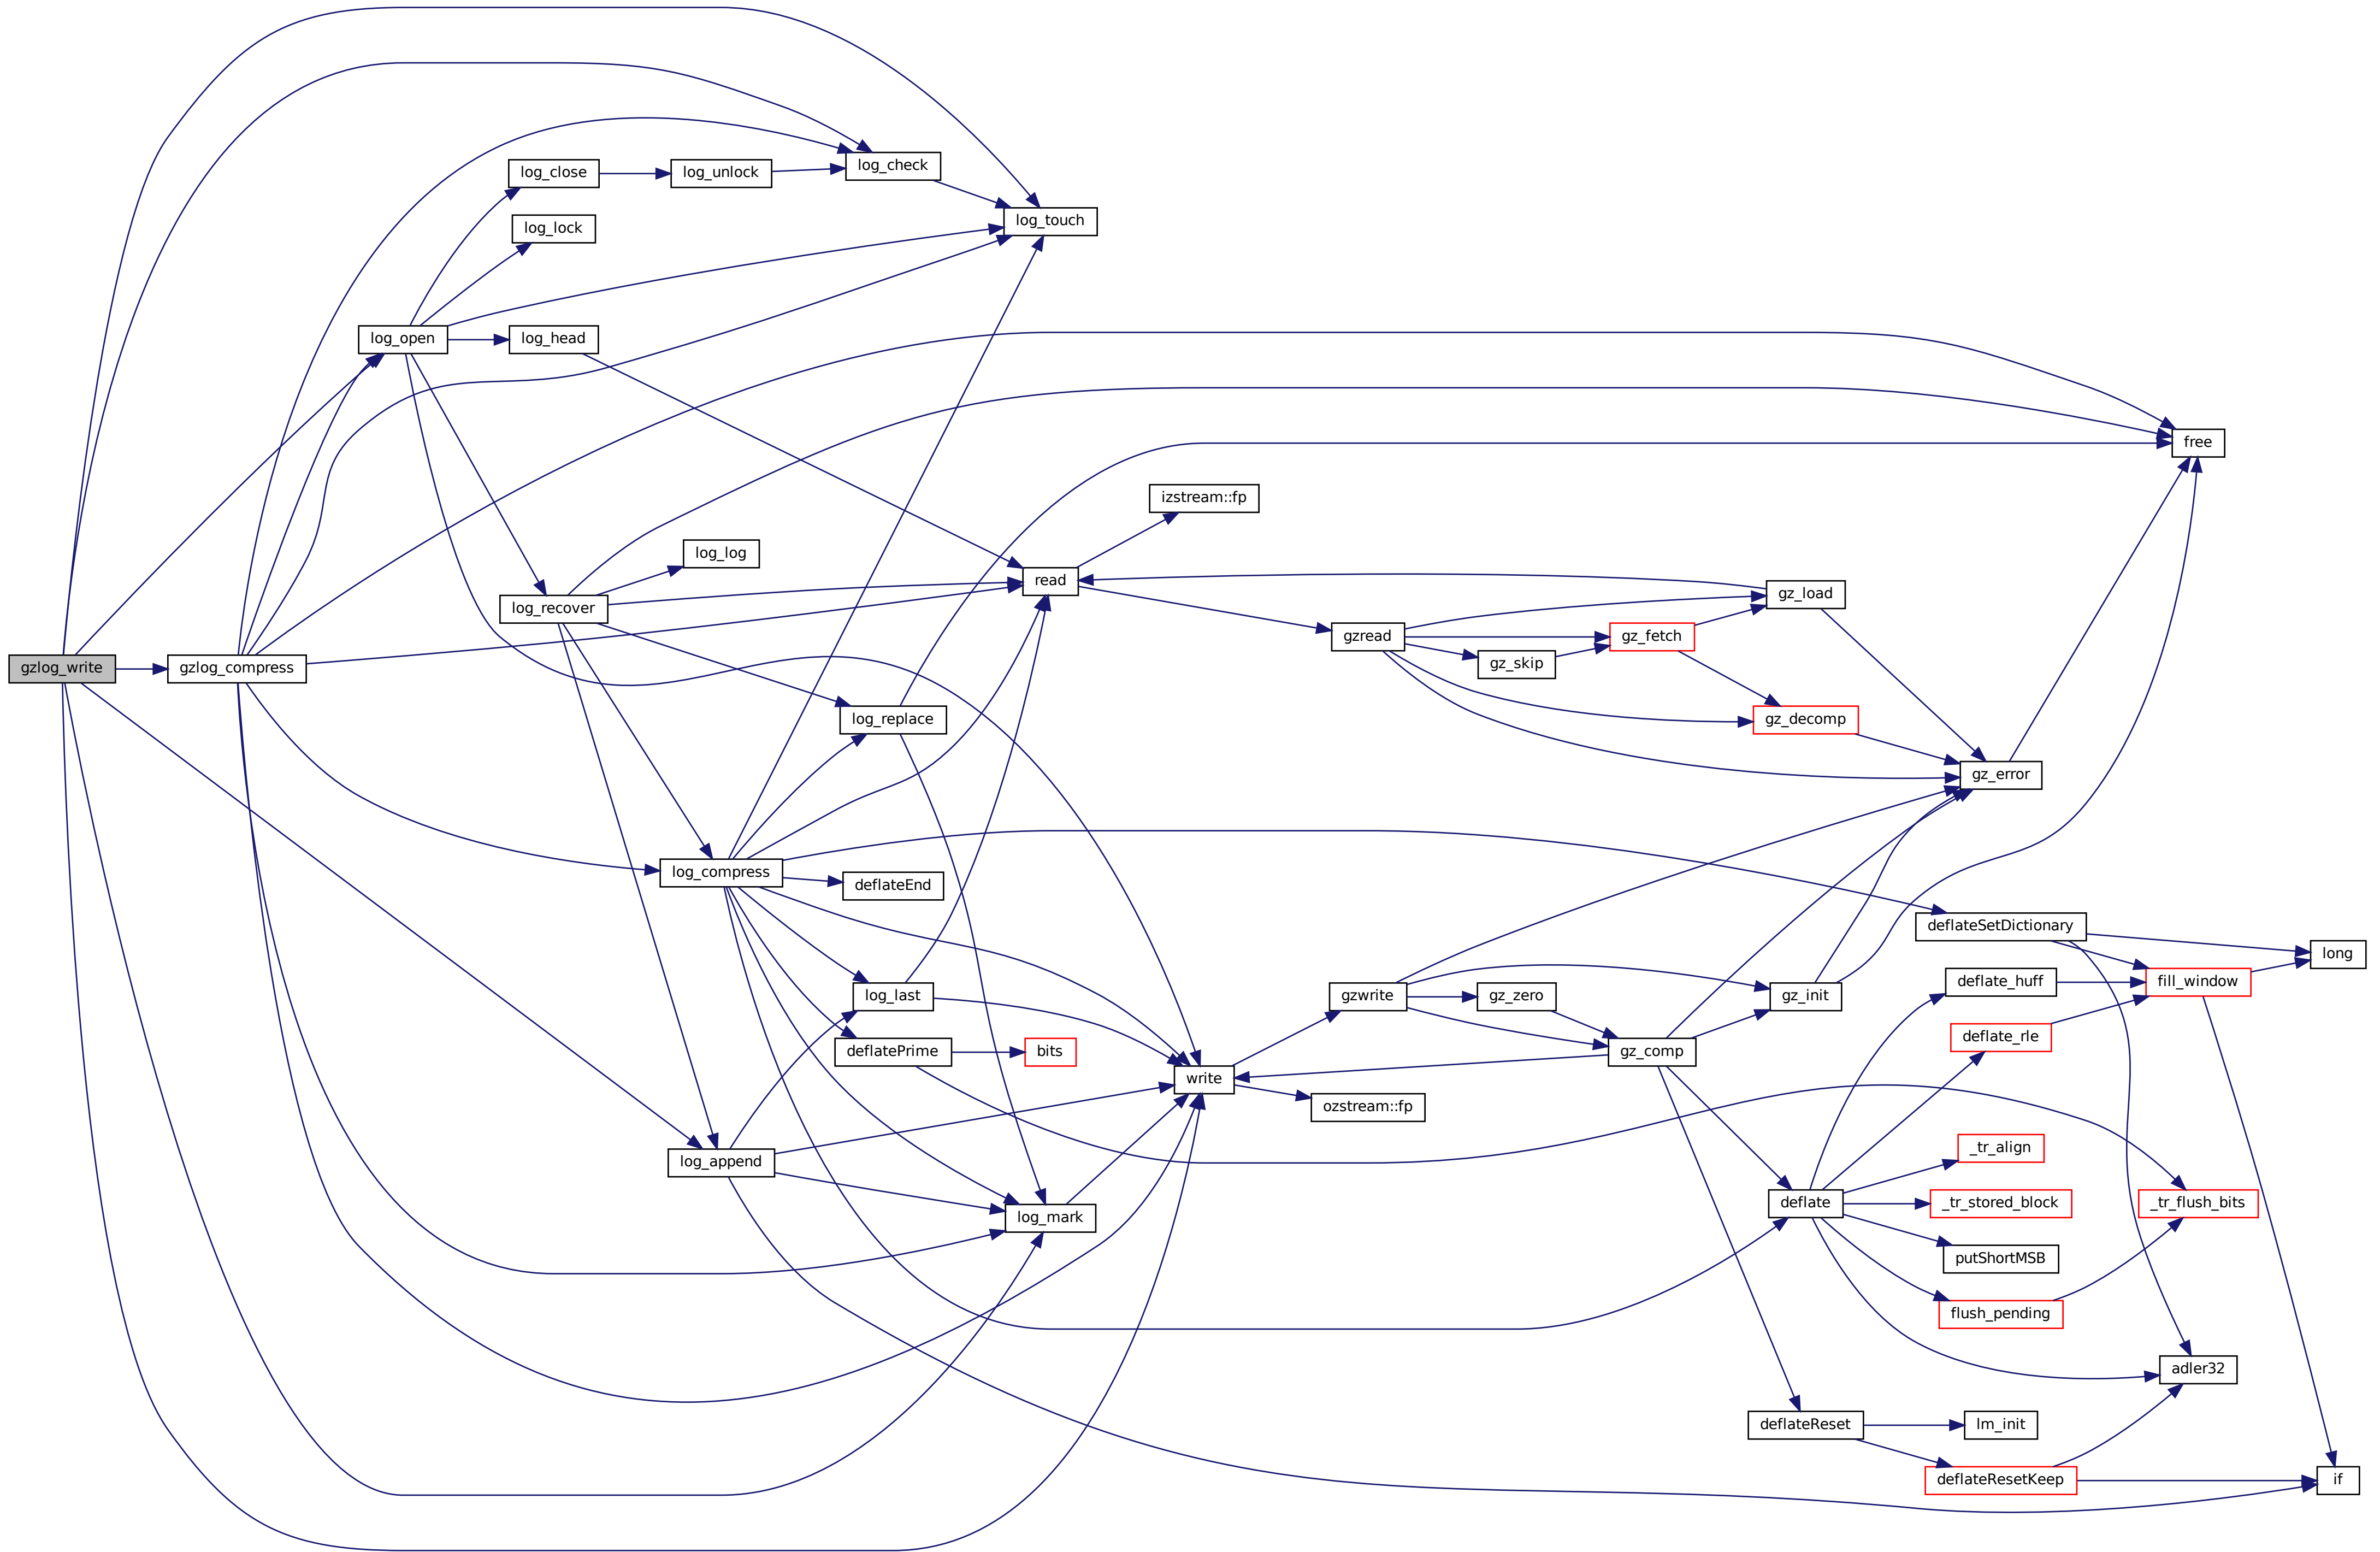 gzlog_write
gzlog_compress
log_open
log_close
log_lock
log_head
log_recover
log_unlock
log_log
log_compress
log_append
log_check
log_replace
deflateEnd
log_last
deflatePrime
log_touch
read
bits
log_mark
izstream::fp
write
gzread
gzwrite
ozstream::fp
gz_skip
gz_zero
gz_fetch
gz_comp
gz_load
gz_decomp
gz_init
deflate
deflateReset
gz_error
deflateSetDictionary
deflate_huff
deflate_rle
_tr_align
_tr_stored_block
putShortMSB
flush_pending
lm_init
deflateResetKeep
free
fill_window
_tr_flush_bits
adler32
long
if